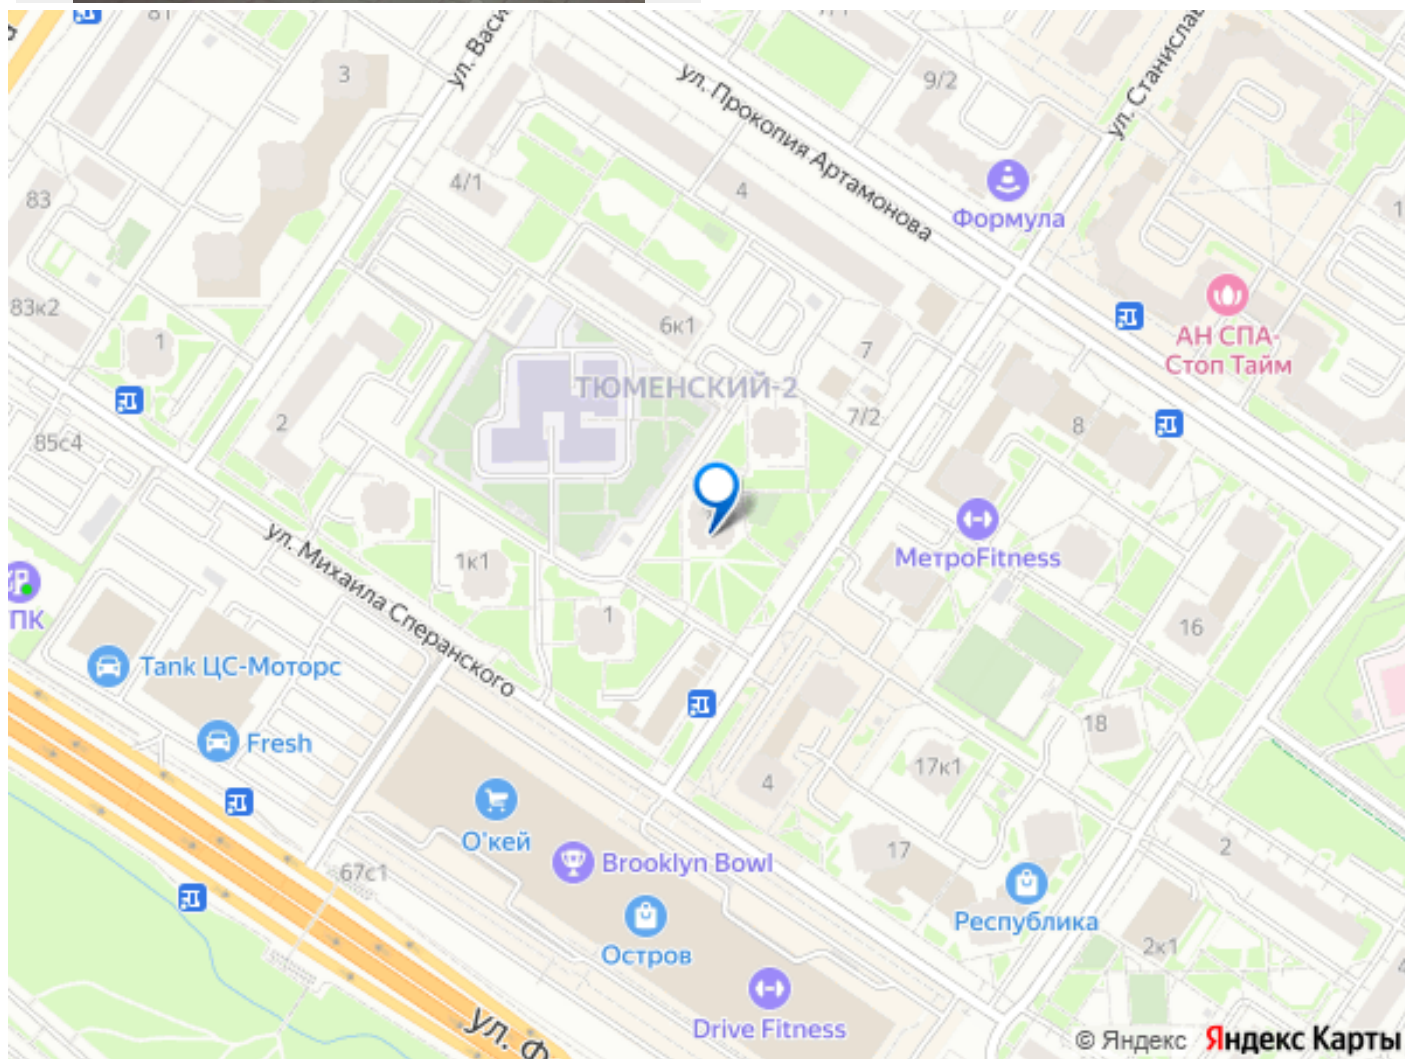 81
7/1
3
ул. Васи
ул. Прокопия Артамонова
9/2
ул. Станислав
4/1
4
83
Формула
83к2
6к1
7
АН СПА-
Стоп Тайм
1
ТЮМЕНСКИЙ-2
7/2
8
2
85с4
МетроFitness
ул. Михаила Сперанского
1к1
ПК
1
16
Tank ЦС-Моторс
Fresh
18
17к1
4
О'кей
Brooklyn Bowl
67с1
17
2
Республика
Остров
2к1
Drive Fitness
ул. Ф
© Яндекс Яндекс Карты